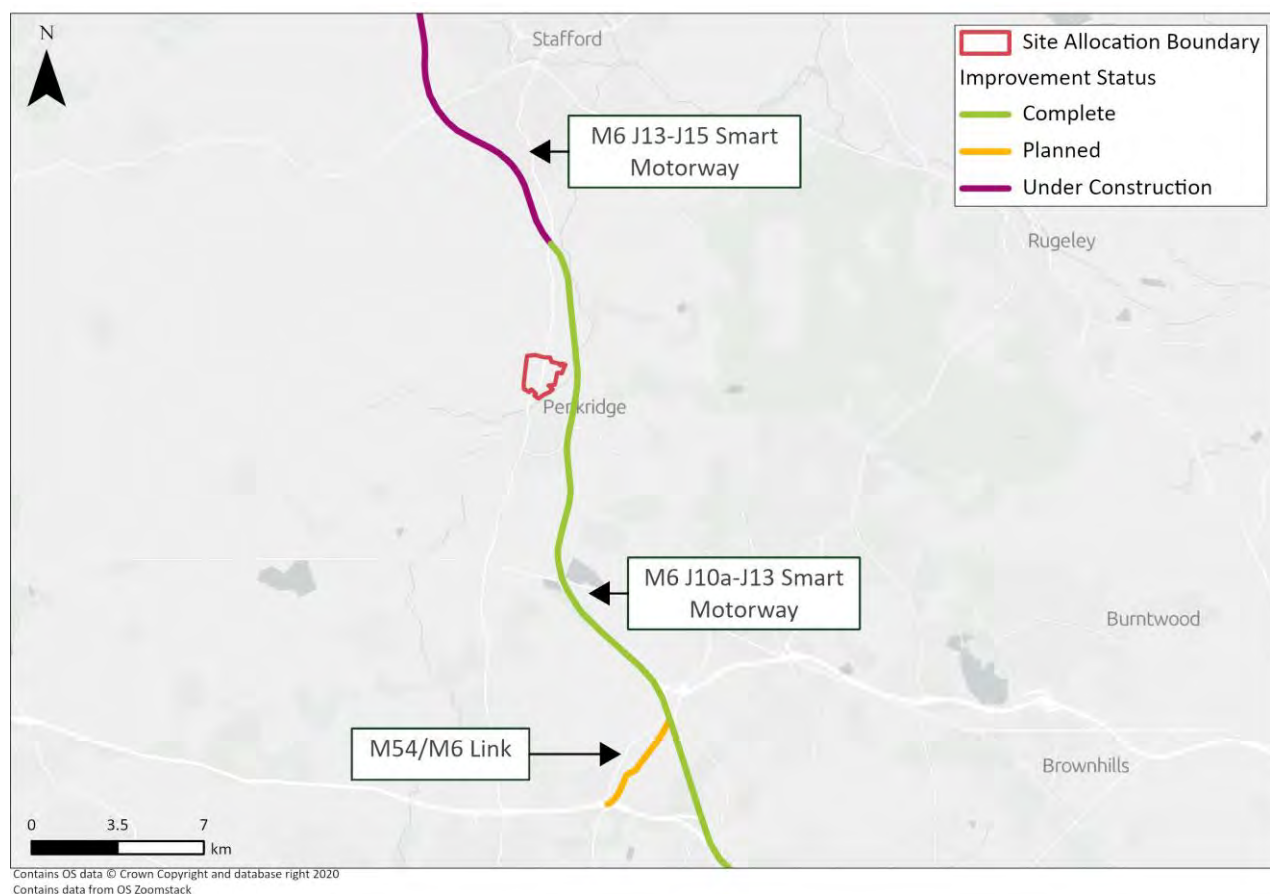 N
Stafford
Site Allocation Boundary
Improvement Status
Complete
Planned
Under Construction
M6 J13-J15 Smart
Motorway
Rugeley
Penkridge
M6 J10a-J13 Smart
Motorway
Burntwood
M54/M6 Link
Brownhills
0 3.5 7
km
Contains OS data © Crown Copyright and database right 2020
Contains data from OS Zoomstack